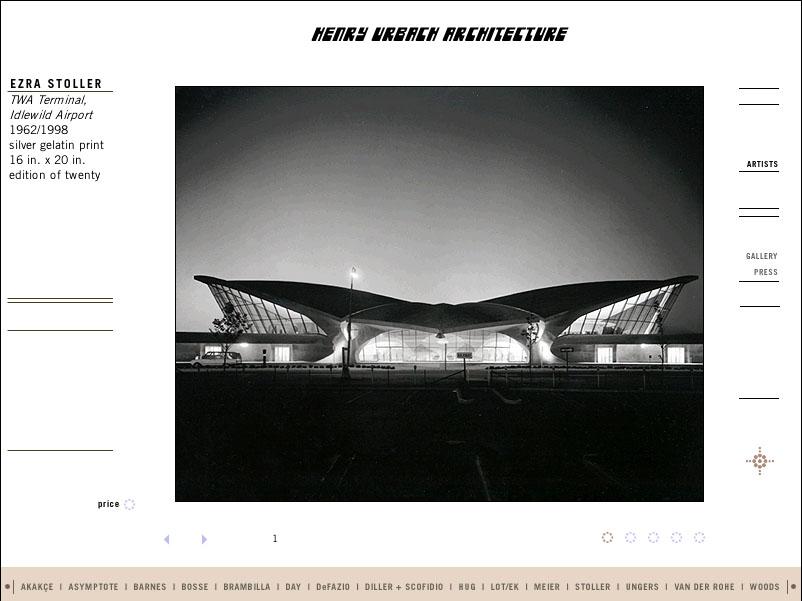 HENRY URBACH ARCHITECTURE
EZRA STOLLER
TWA Terminal,
Idlewild Airport
1962/1998
silver gelatin print
16 in. x 20 in.
edition of twenty
ARTISTS
GALLERY
PRESS
price
1
AKAKÇE | ASYMPTOTE | BARNES | BOSSE | BRAMBILLA | DAY | DeFAZIO | DILLER + SCOFIDIO | HUG | LOT/EK | MEIER | STOLLER | UNGERS | VAN DER ROHE | WOODS